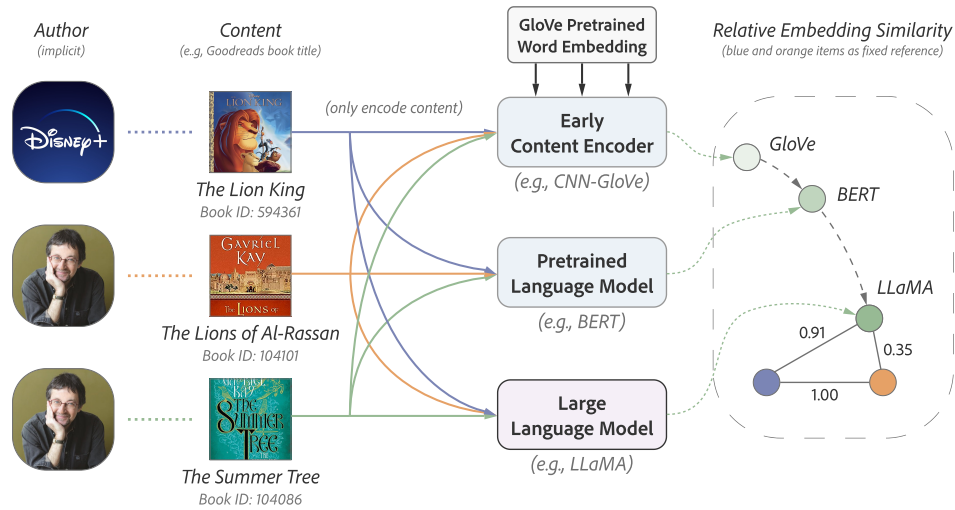 Author
(implicit)
Content
(e.g, Goodreads book title)
GloVe Pretrained
Word Embedding
Relative Embedding Similarity
(blue and orange items as fixed reference)
Disney+
LION KING
The Lion King
Book ID: 594361
(only encode content)
Early
Content Encoder
(e.g., CNN-GloVe)
GloVe
BERT
GAVRIEL
KAY
THE LIONS OF
The Lions of Al-Rassan
Book ID: 104101
Pretrained
Language Model
(e.g., BERT)
LLaMA
0.91
0.35
1.00
KAY
THE
SUMMER
TREE
The Summer Tree
Book ID: 104086
Large
Language Model
(e.g., LLaMA)